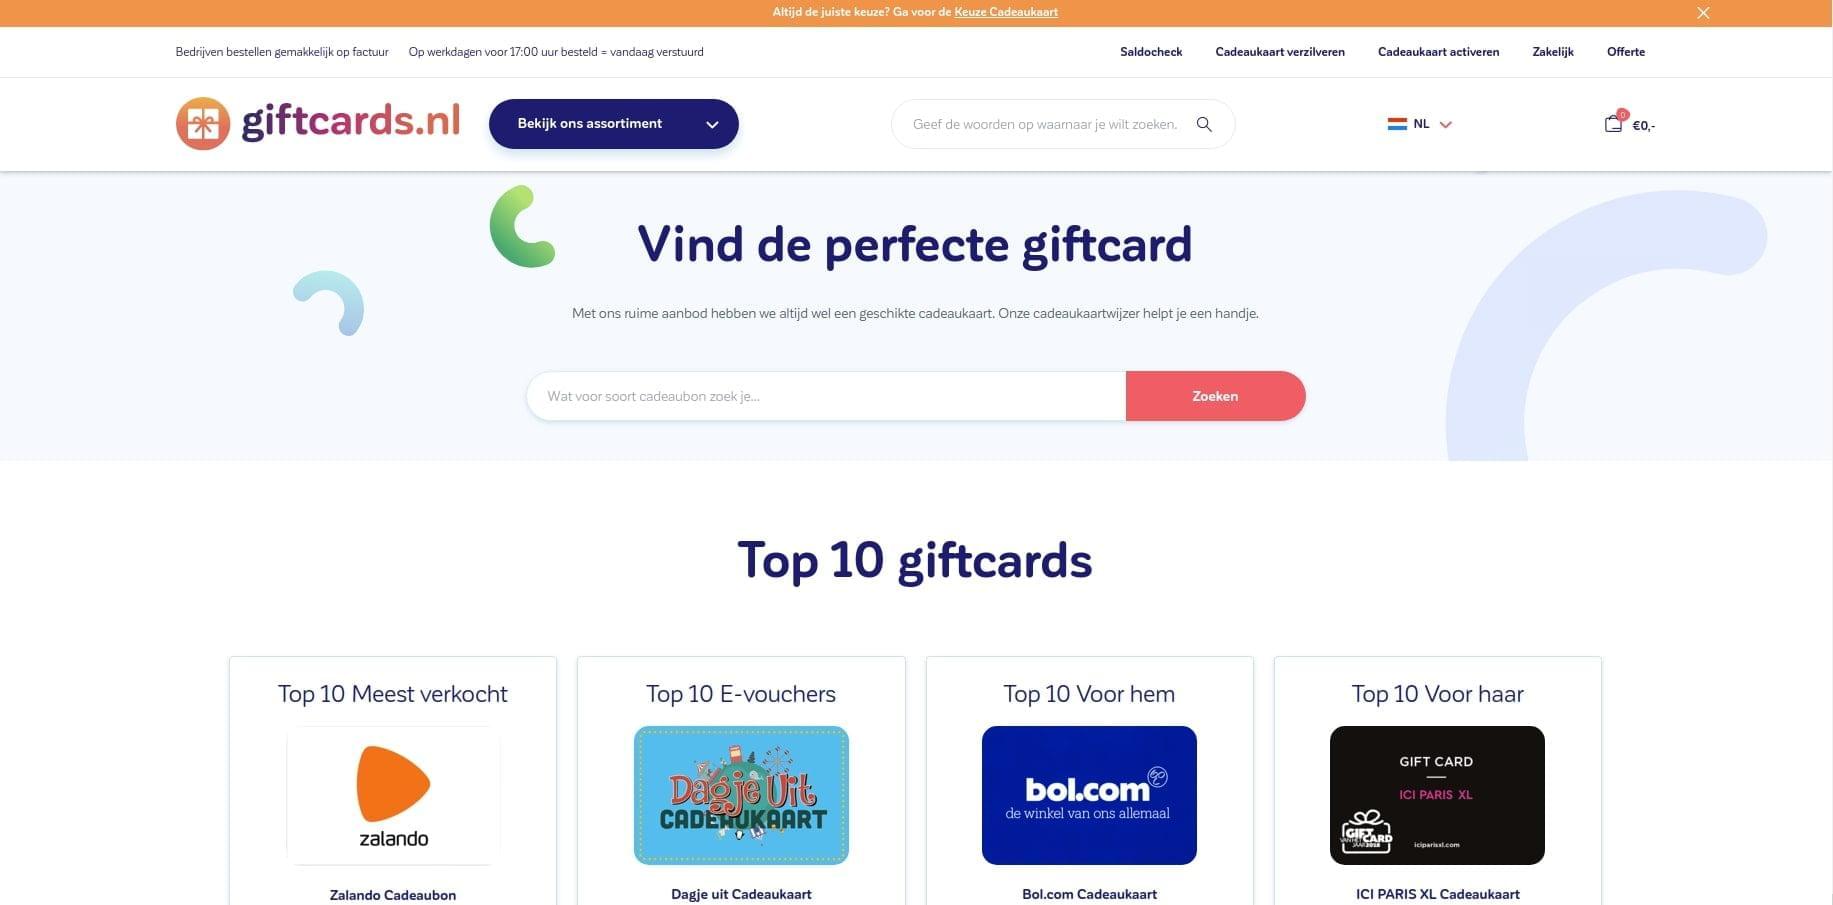 Altijd de juiste keuze? Ga voor de Keuze Cadeaukaart
Bedrijven bestellen gemakkelijk op factuur
Op werkdagen voor 17:00 uur besteld = vandaag verstuurd
Saldocheck
Cadeaukaart verzilveren
Cadeaukaart activeren
Zakelijk
Offerte
giftcards.nl
Bekijk ons assortiment
Geef de woorden op waarnaar je wilt zoeken.
NL
0
€0,-
Vind de perfecte giftcard
Met ons ruime aanbod hebben we altijd wel een geschikte cadeaukaart. Onze cadeaukaartwijzer helpt je een handje.
Wat voor soort cadeaubon zoek je...
Zoeken
Top 10 giftcards
Top 10 Meest verkocht
zalando
Zalando Cadeaubon
Top 10 E-vouchers
Dagje Uit
CADEAUKAART
Dagje uit Cadeaukaart
Top 10 Voor hem
bol.com
de winkel van ons allemaal
Bol.com Cadeaukaart
Top 10 Voor haar
GIFT CARD
ICI PARIS XL
GIFT
VAN HET CARD
JAAR 2018
iciparisxl.com
ICI PARIS XL Cadeaukaart